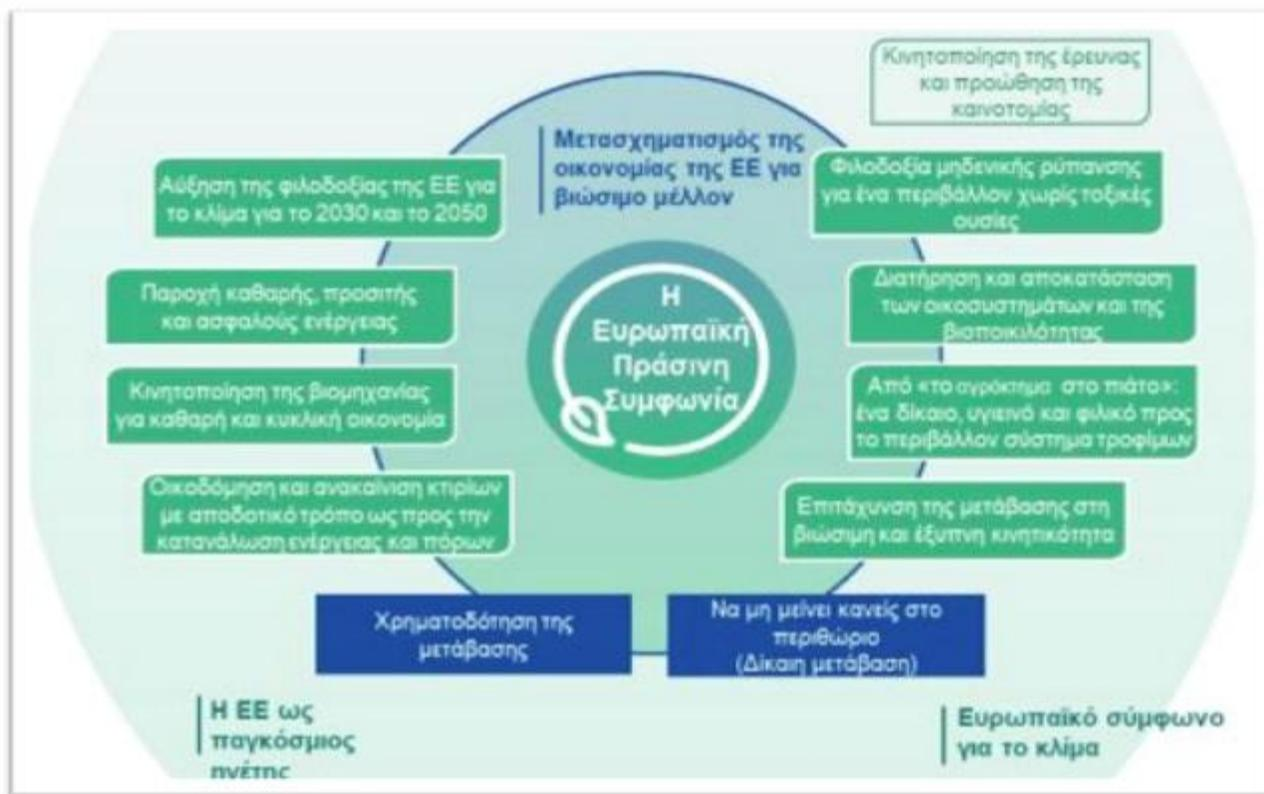 Κινητοποίηση της έρευνας
και προώθηση της
καινοτομίας
Μετασχηματισμός της
οικονομίας της ΕΕ για
βιώσιμο μέλλον
Αύξηση της φιλοδοξίας της ΕΕ για
το κλίμα για το 2030 και το 2050
Φιλοδοξία μηδενικής ρύπανσης
για ένα περιβάλλον χωρίς τοξικές
ουσίες
Παροχή καθαρής, προσιτής
και ασφαλούς ενέργειας
Η
Ευρωπαϊκή
Πράσινη
Συμφωνία
Διατήρηση και αποκατάσταση
των οικοσυστημάτων και της
βιοποικιλότητας
Κινητοποίηση της βιομηχανίας
για καθαρή και κυκλική οικονομία
Από «το αγρόκτημα στο πιάτο»:
ένα δίκαιο, υγιεινό και φιλικό προς
το περιβάλλον σύστημα τροφίμων
Οικοδόμηση και ανακαίνιση κτιρίων
με αποδοτικό τρόπο ως προς την
κατανάλωση ενέργειας και πόρων
Επιτάχυνση της μετάβασης στη
βιώσιμη και έξυπνη κινητικότητα
Χρηματοδότηση της
μετάβασης
Να μη μείνει κανείς στο
περιθώριο
(Δίκαιη μετάβαση)
Η ΕΕ ως
παγκόσμιος
ηγέτης
Ευρωπαϊκό σύμφωνο
για το κλίμα